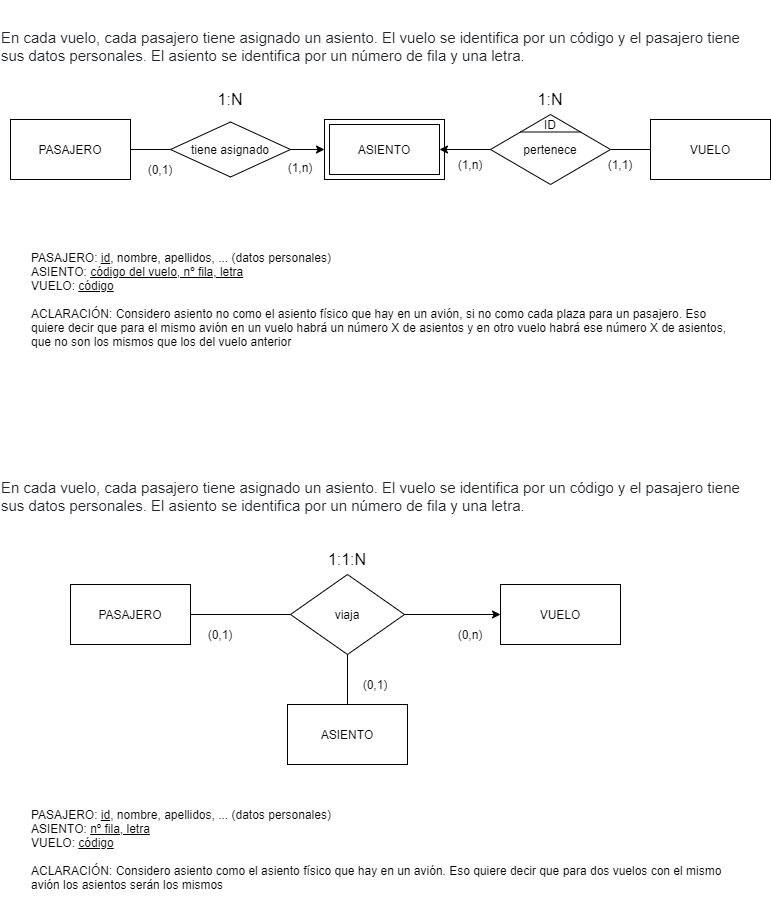 En cada vuelo, cada pasajero tiene asignado un asiento. El vuelo se identifica por un código y el pasajero tiene
sus datos personales. El asiento se identifica por un número de fila y una letra.
1:N
1:N
ID
PASAJERO
tiene asignado
ASIENTO
pertenece
VUELO
(0,1)
(1,n)
(1,n)
(1,1)
PASAJERO: id, nombre, apellidos, ... (datos personales)
ASIENTO: código del vuelo, nº fila, letra
VUELO: código
ACLARACIÓN: Considero asiento no como el asiento físico que hay en un avión, si no como cada plaza para un pasajero. Eso
quiere decir que para el mismo avión en un vuelo habrá un número X de asientos y en otro vuelo habrá ese número X de asientos,
que no son los mismos que los del vuelo anterior
En cada vuelo, cada pasajero tiene asignado un asiento. El vuelo se identifica por un código y el pasajero tiene
sus datos personales. El asiento se identifica por un número de fila y una letra.
1:1:N
PASAJERO
viaja
VUELO
(0,1)
(0,n)
(0,1)
ASIENTO
PASAJERO: id, nombre, apellidos, ... (datos personales)
ASIENTO: nº fila, letra
VUELO: código
ACLARACIÓN: Considero asiento como el asiento físico que hay en un avión. Eso quiere decir que para dos vuelos con el mismo
avión los asientos serán los mismos